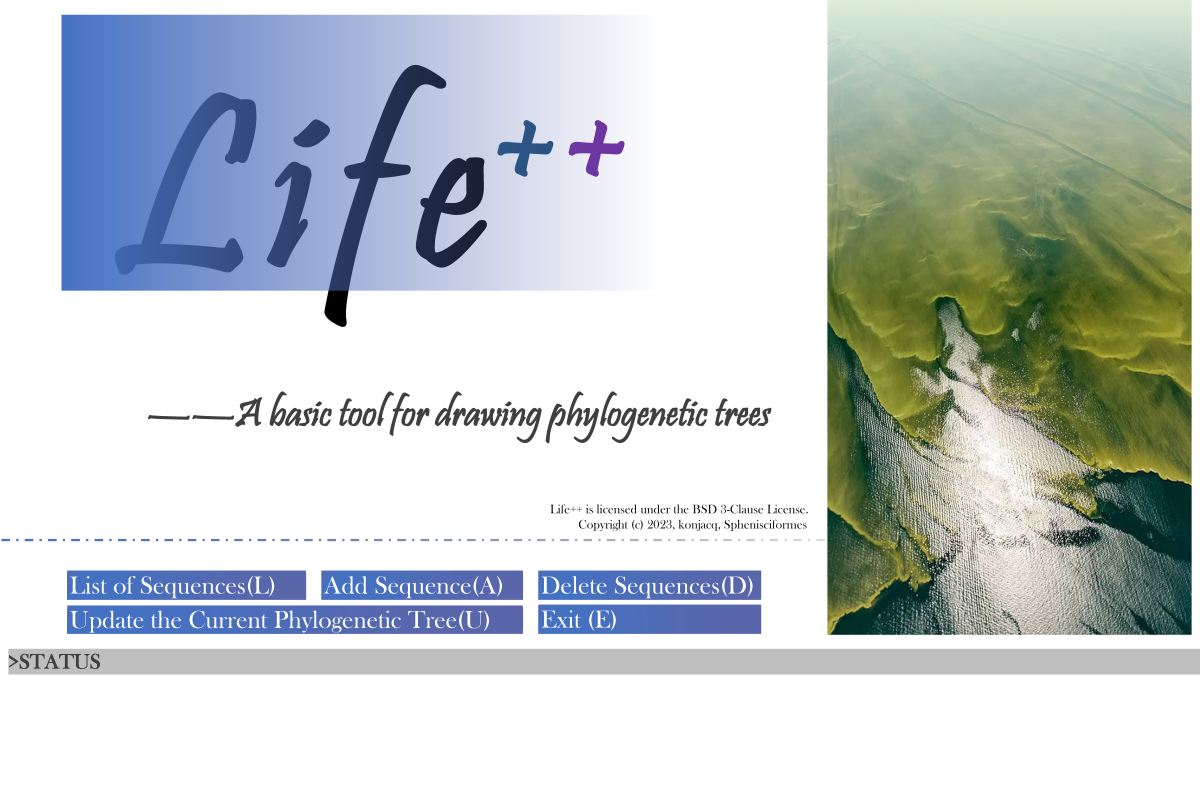 Life++
——A basic tool for drawing phylogenetic trees
Life++ is licensed under the BSD 3-Clause License.
Copyright (c) 2023, konjacq, Sphenisciformes
List of Sequences(L) Add Sequence(A) Delete Sequences(D)
Update the Current Phylogenetic Tree(U) Exit (E)
>STATUS